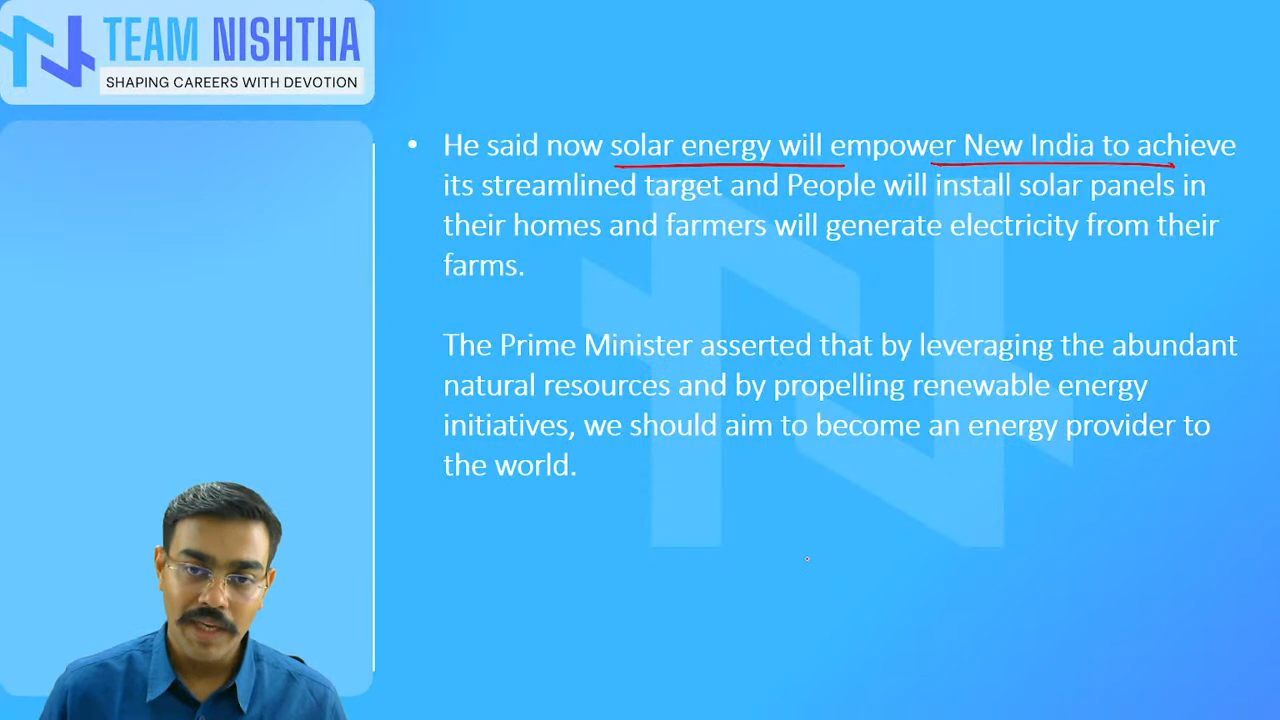 TEAM NISHTHA
SHAPING CAREERS WITH DEVOTION
• He said now solar energy will empower New India to achieve
its streamlined target and People will install solar panels in
their homes and farmers will generate electricity from their
farms.
The Prime Minister asserted that by leveraging the abundant
natural resources and by propelling renewable energy
initiatives, we should aim to become an energy provider to
the world.